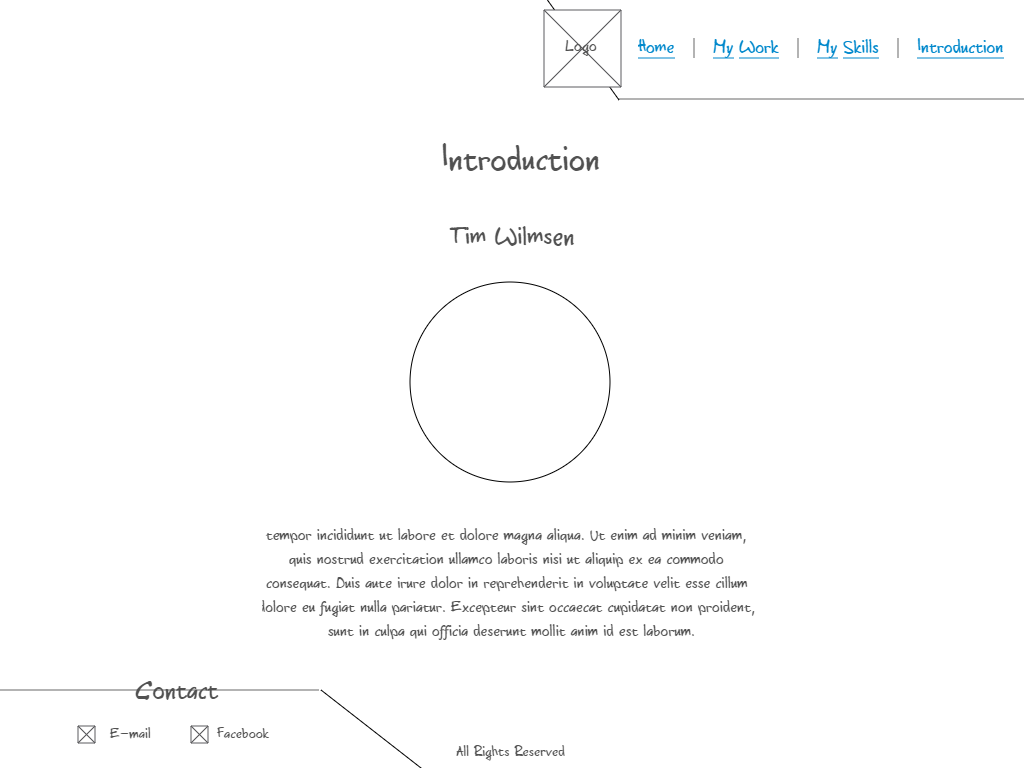 Logo
Home | My Work | My Skills | Introduction
Introduction
Tim Wilmsen
tempor incididunt ut labore et dolore magna aliqua. Ut enim ad minim veniam,
quis nostrud exercitation ullamco laboris nisi ut aliquip ex ea commodo
consequat. Duis aute irure dolor in reprehenderit in voluptate velit esse cillum
dolore eu fugiat nulla pariatur. Excepteur sint occaecat cupidatat non proident,
sunt in culpa qui officia deserunt mollit anim id est laborum.
Contact
E-mail Facebook
All Rights Reserved